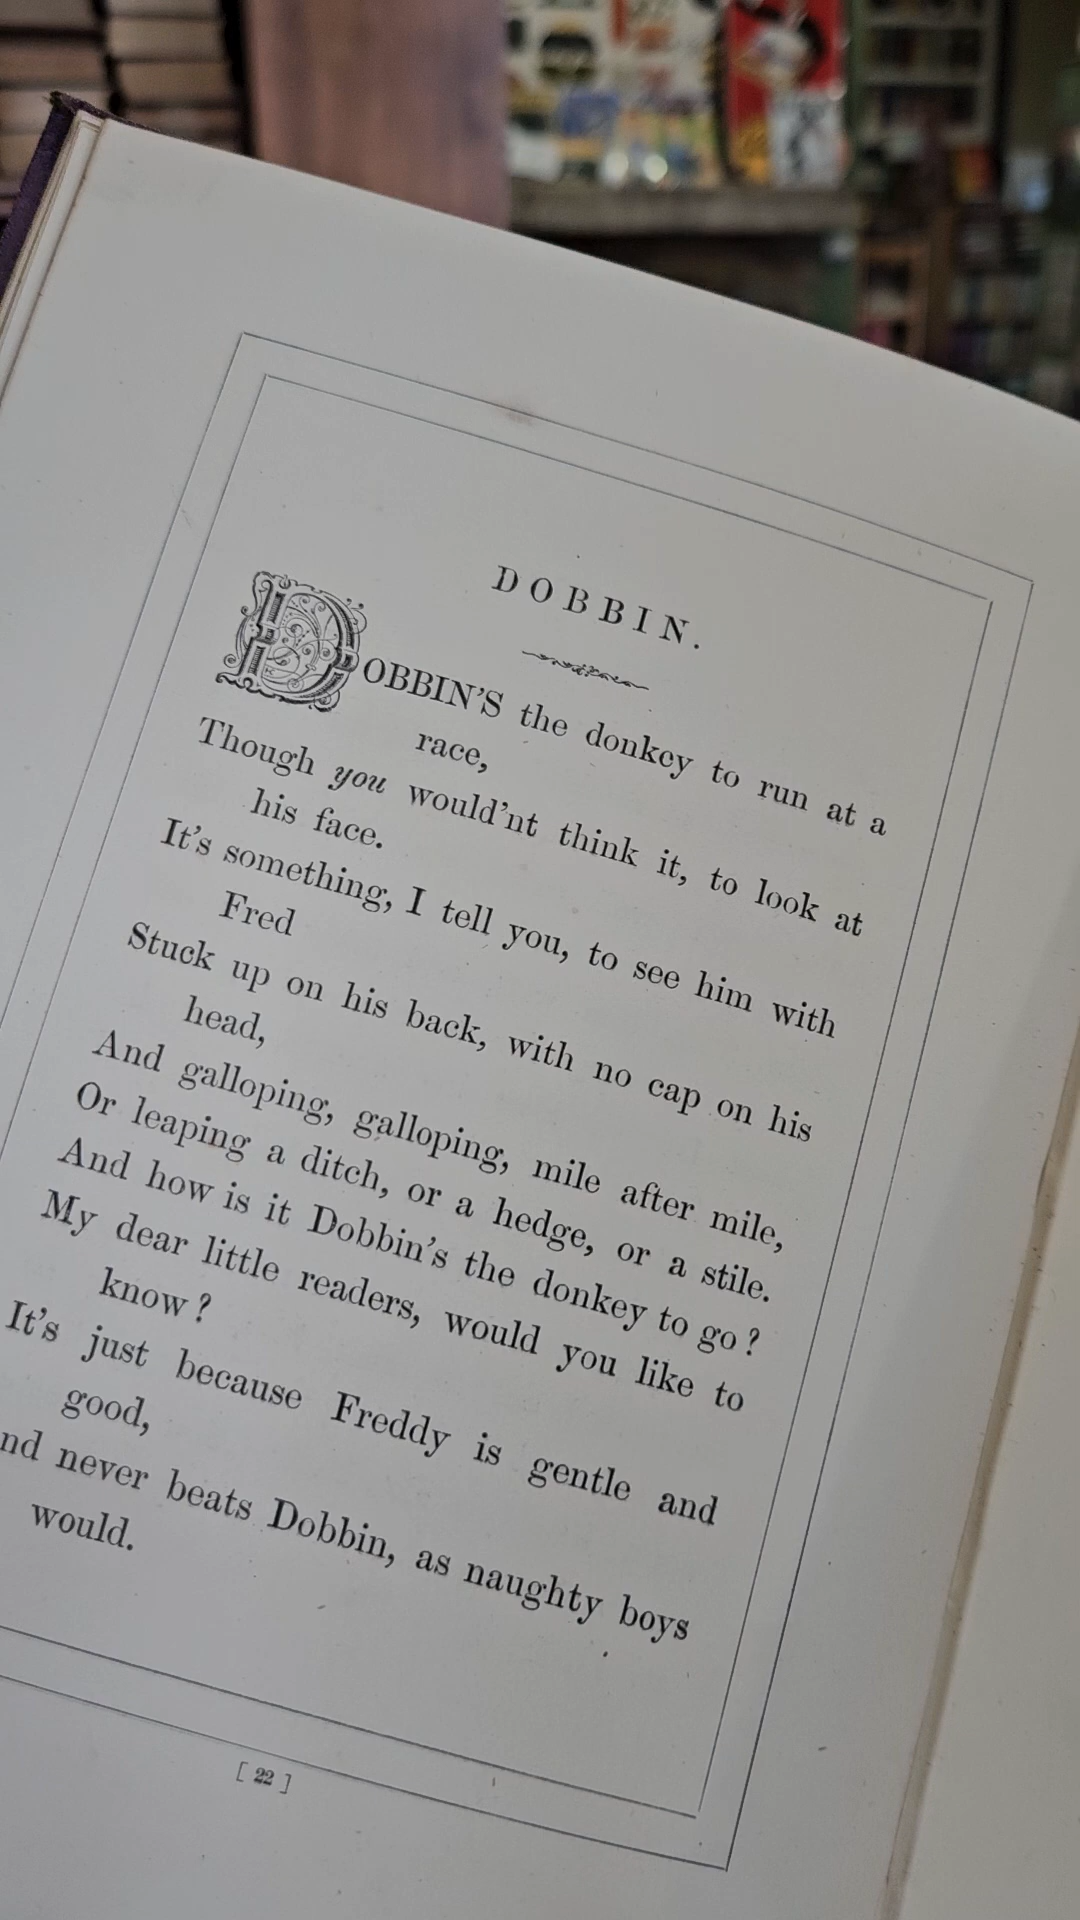 DOBBIN.
DOBBIN'S the donkey to run at a
race,
Though you would'nt think it, to look at
his face.
It's something, I tell you, to see him with
Fred
Stuck up on his back, with no cap on his
head,
And galloping, galloping, mile after mile,
Or leaping a ditch, or a hedge, or a stile.
And how is it Dobbin's the donkey to go?
My dear little readers, would you like to
know?
It's just because Freddy is gentle and
good,
nd never beats Dobbin, as naughty boys
would.
[ 22 ]